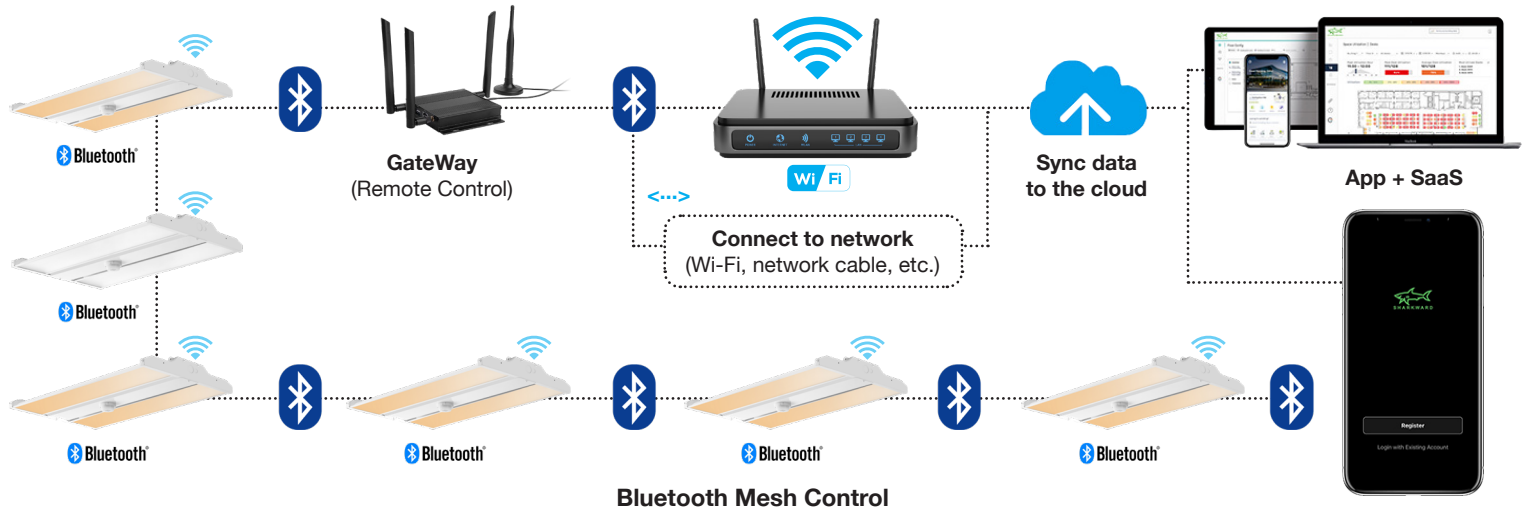 Bluetooth®
GateWay
(Remote Control)
Wi Fi
<···>
Connect to network
(Wi-Fi, network cable, etc.)
Sync data
to the cloud
App + SaaS
Bluetooth®
SHARKWARD
Register
Login with Existing Account
Bluetooth®
Bluetooth®
Bluetooth®
Bluetooth®
Bluetooth Mesh Control